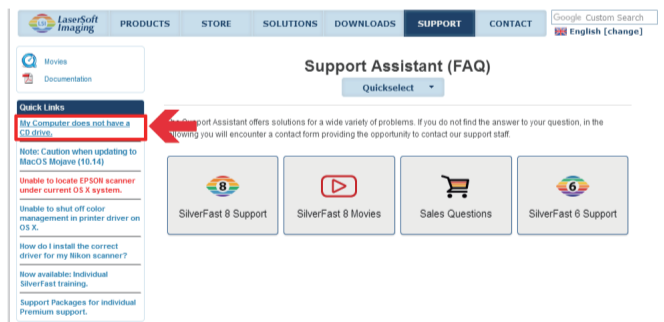 LaserSoft
Imaging
PRODUCTS
STORE
SOLUTIONS
DOWNLOADS
SUPPORT
CONTACT
Google Custom Search
English [change]
Movies
Documentation
Quick Links
My Computer does not have a
CD drive.
Note: Caution when updating to
MacOS Mojave (10.14)
Unable to locate EPSON scanner
under current OS X system.
Unable to shut off color
management in printer driver on
OS X.
How do I install the correct
driver for my Nikon scanner?
Now available: Individual
SilverFast training.
Support Packages for individual
Premium support.
Support Assistant (FAQ)
Quickselect
Support Assistant offers solutions for a wide variety of problems. If you do not find the answer to your question, in the
following you will encounter a contact form providing the opportunity to contact our support staff.
8
SilverFast 8 Support
SilverFast 8 Movies
Sales Questions
6
SilverFast 6 Support